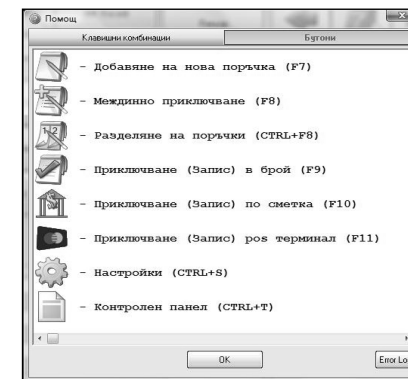 Помощ
Клавишни комбинации
Бутони
- Добавяне на нова поръчка (F7)
- Междинно приключване (F8)
1/2
- Разделяне на поръчки (CTRL+F8)
- Приключване (Запис) в брой (F9)
- Приключване (Запис) по сметка (F10)
- Приключване (Запис) pos терминал (F11)
- Настройки (CTRL+S)
- Контролен панел (CTRL+T)
OK
Error Lo